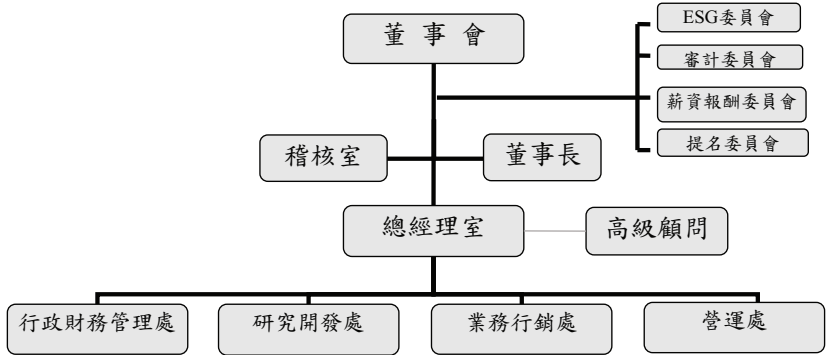 董 事 會
ESG委員會
審計委員會
薪資報酬委員會
提名委員會
稽核室
董事長
總經理室
高級顧問
行政財務管理處
研究開發處
業務行銷處
營運處